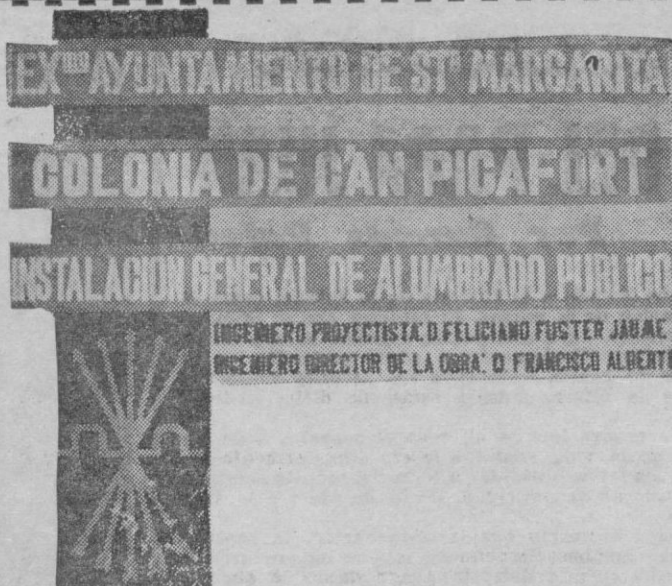 EXMO AYUNTAMIENTO DE STA MARGARITA
COLONIA DE C'AN PICAFORT
INSTALACION GENERAL DE ALUMBRADO PUBLICO
INGENIERO PROYECTISTA: D. FELICIANO FUSTER JAUME
INGENIERO DIRECTOR DE LA OBRA: D. FRANCISCO ALBERTI